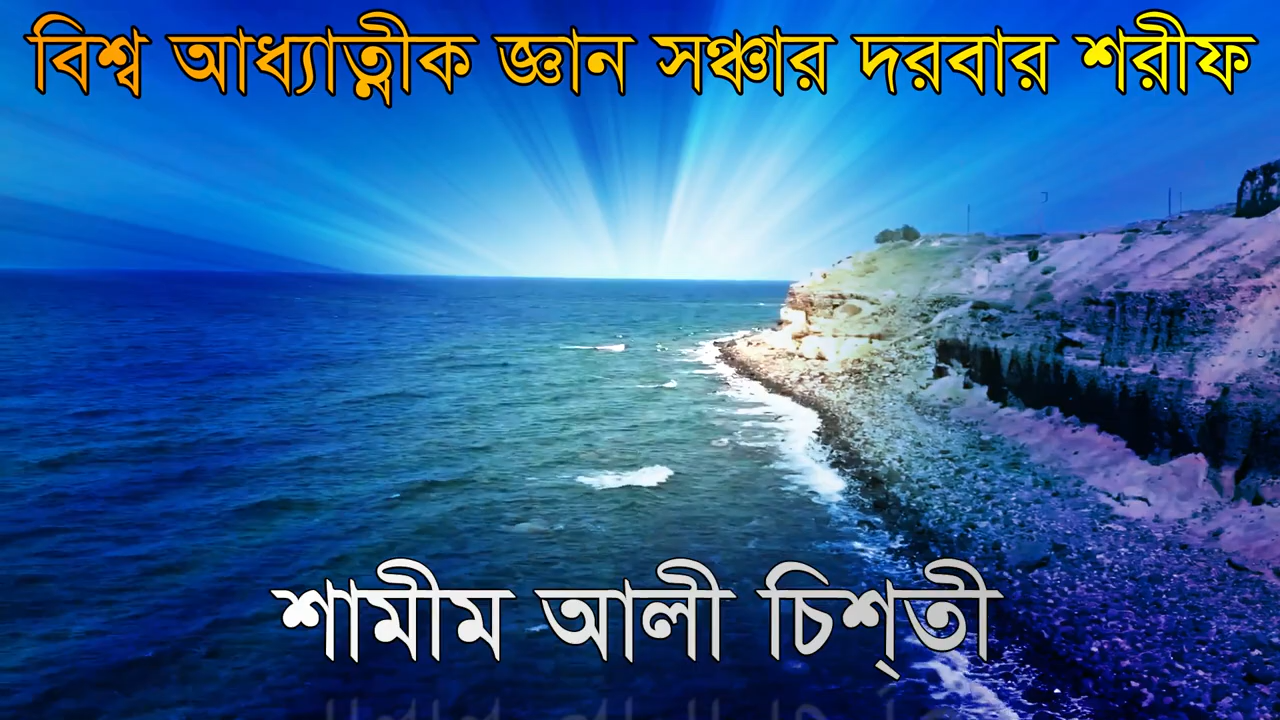 বিশ্ব আধ্যাত্নীক জ্ঞান সঞ্চার দরবার শরীফ
শামীম আলী চিশ্‌তী